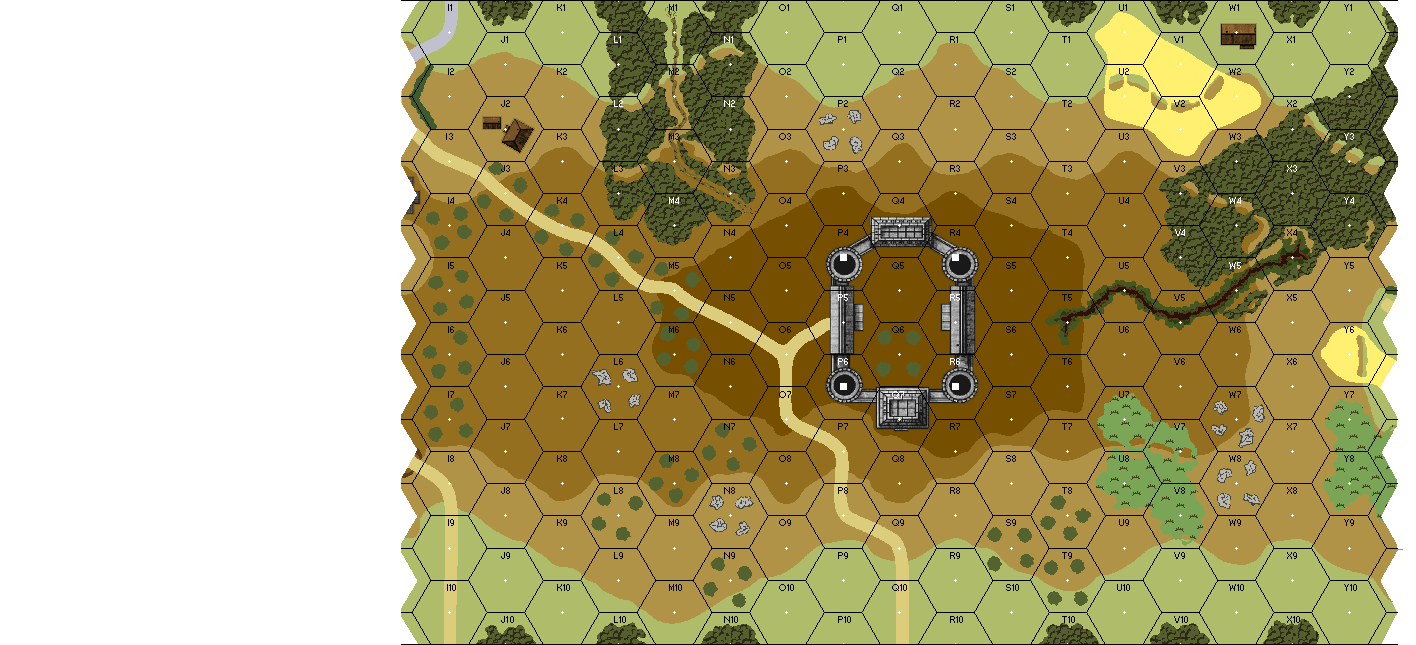 I1 K1 M1 O1 Q1 S1 U1 W1 Y1
J1 L1 N1 P1 R1 T1 V1 X1
I2 K2 M2 O2 Q2 S2 U2 W2 Y2
J2 L2 N2 P2 R2 T2 V2 X2
I3 K3 M3 O3 Q3 S3 U3 W3 Y3
J3 L3 N3 P3 R3 T3 V3 X3
I4 K4 M4 O4 Q4 S4 U4 W4 Y4
J4 L4 N4 P4 R4 T4 V4 X4
I5 K5 M5 O5 Q5 S5 U5 W5 Y5
J5 L5 N5 P5 R5 T5 V5 X5
I6 K6 M6 O6 Q6 S6 U6 W6 Y6
J6 L6 N6 P6 R6 T6 V6 X6
I7 K7 M7 O7 Q7 S7 U7 W7 Y7
J7 L7 N7 P7 R7 T7 V7 X7
I8 K8 M8 O8 Q8 S8 U8 W8 Y8
J8 L8 N8 P8 R8 T8 V8 X8
I9 K9 M9 O9 Q9 S9 U9 W9 Y9
J9 L9 N9 P9 R9 T9 V9 X9
I10 K10 M10 O10 Q10 S10 U10 W10 Y10
J10 L10 N10 P10 R10 T10 V10 X10